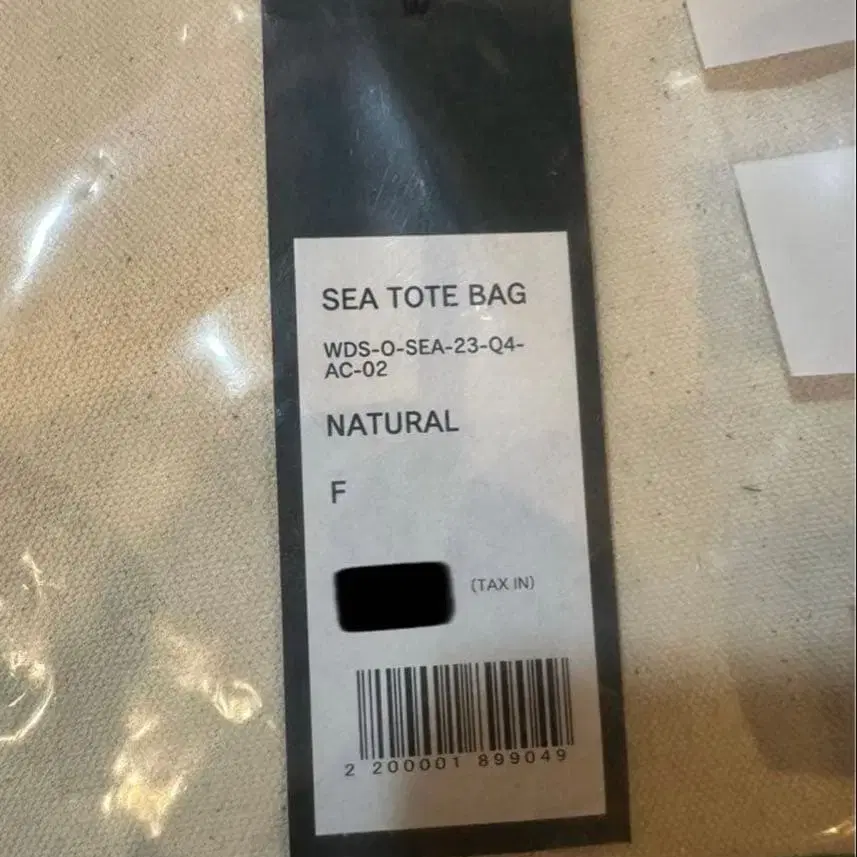 SEA TOTE BAG
WDS-O-SEA-23-Q4-
AC-02
NATURAL
F
(TAX IN)
2 200001 899049